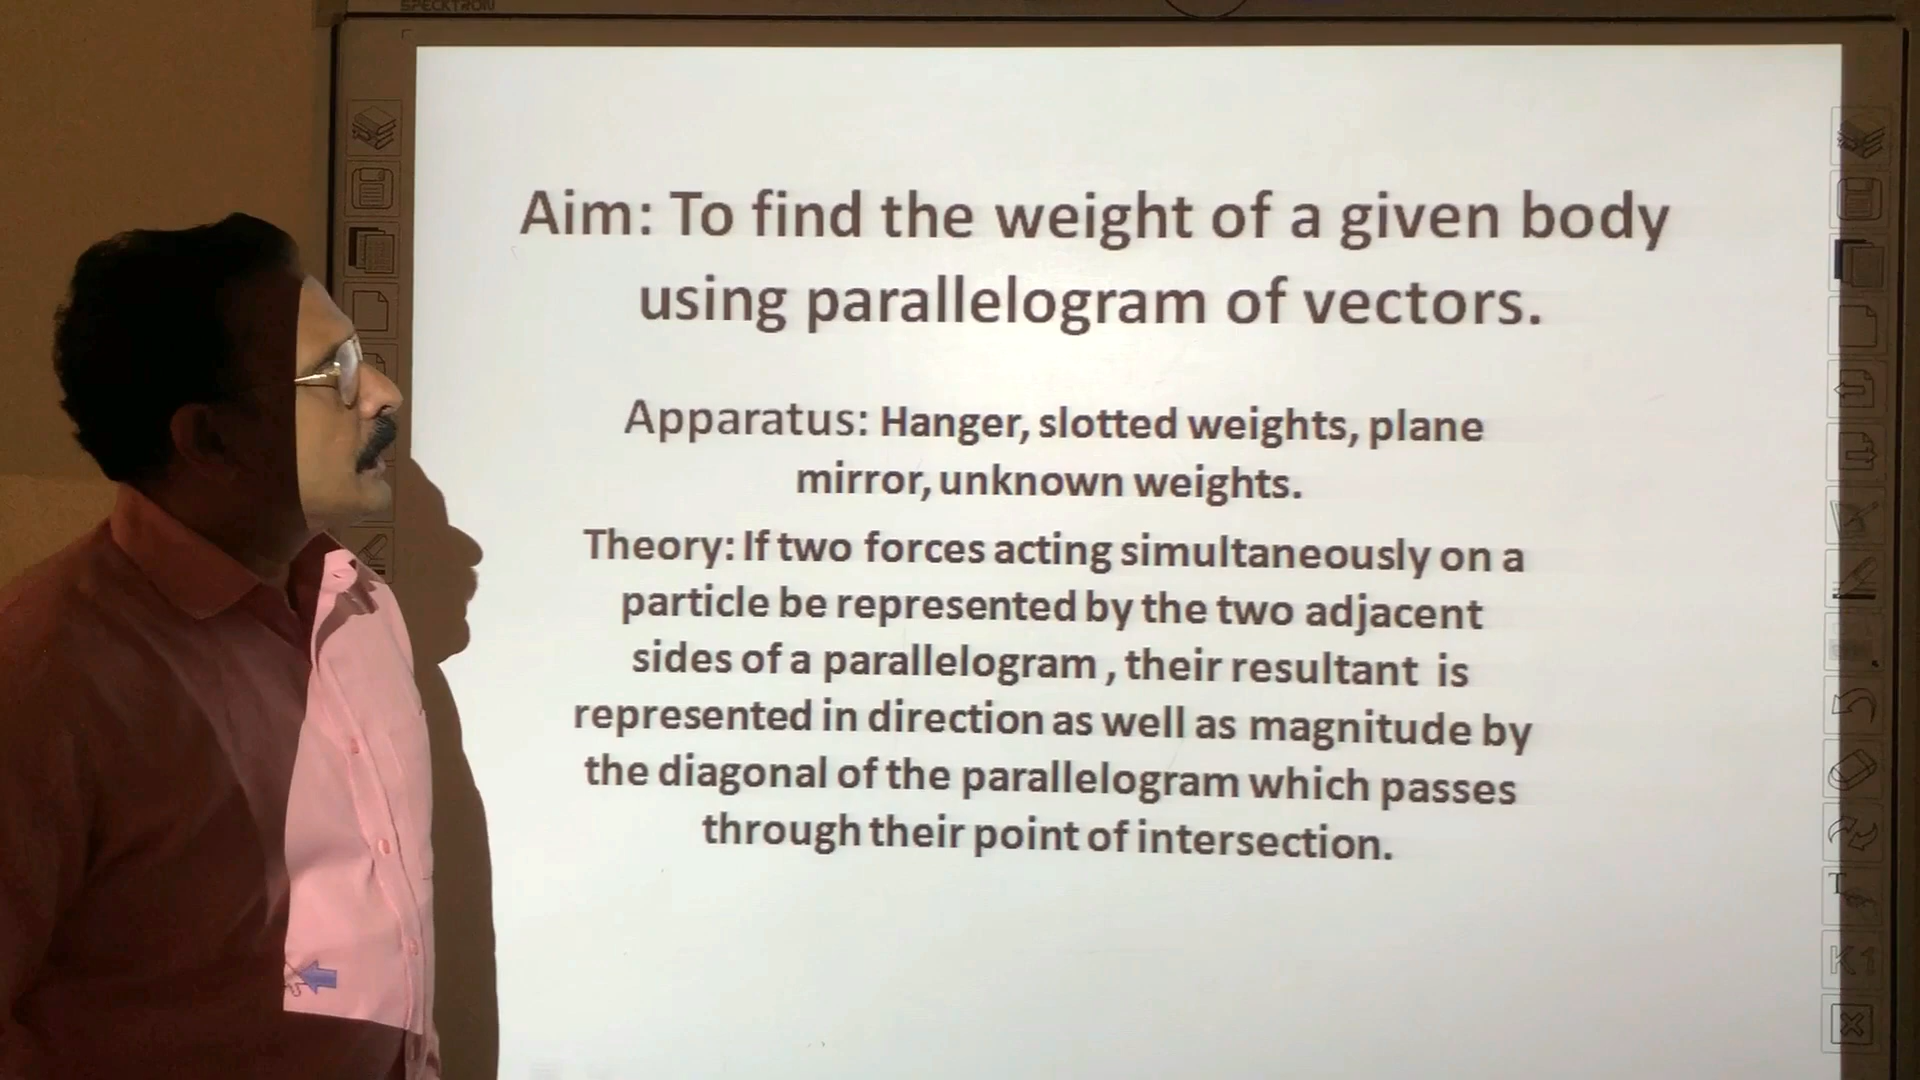 SPECKTRON
Aim: To find the weight of a given body
using parallelogram of vectors.
Apparatus: Hanger, slotted weights, plane
mirror, unknown weights.
Theory: If two forces acting simultaneously on a
particle be represented by the two adjacent
sides of a parallelogram , their resultant is
represented in direction as well as magnitude by
the diagonal of the parallelogram which passes
through their point of intersection.
T
K